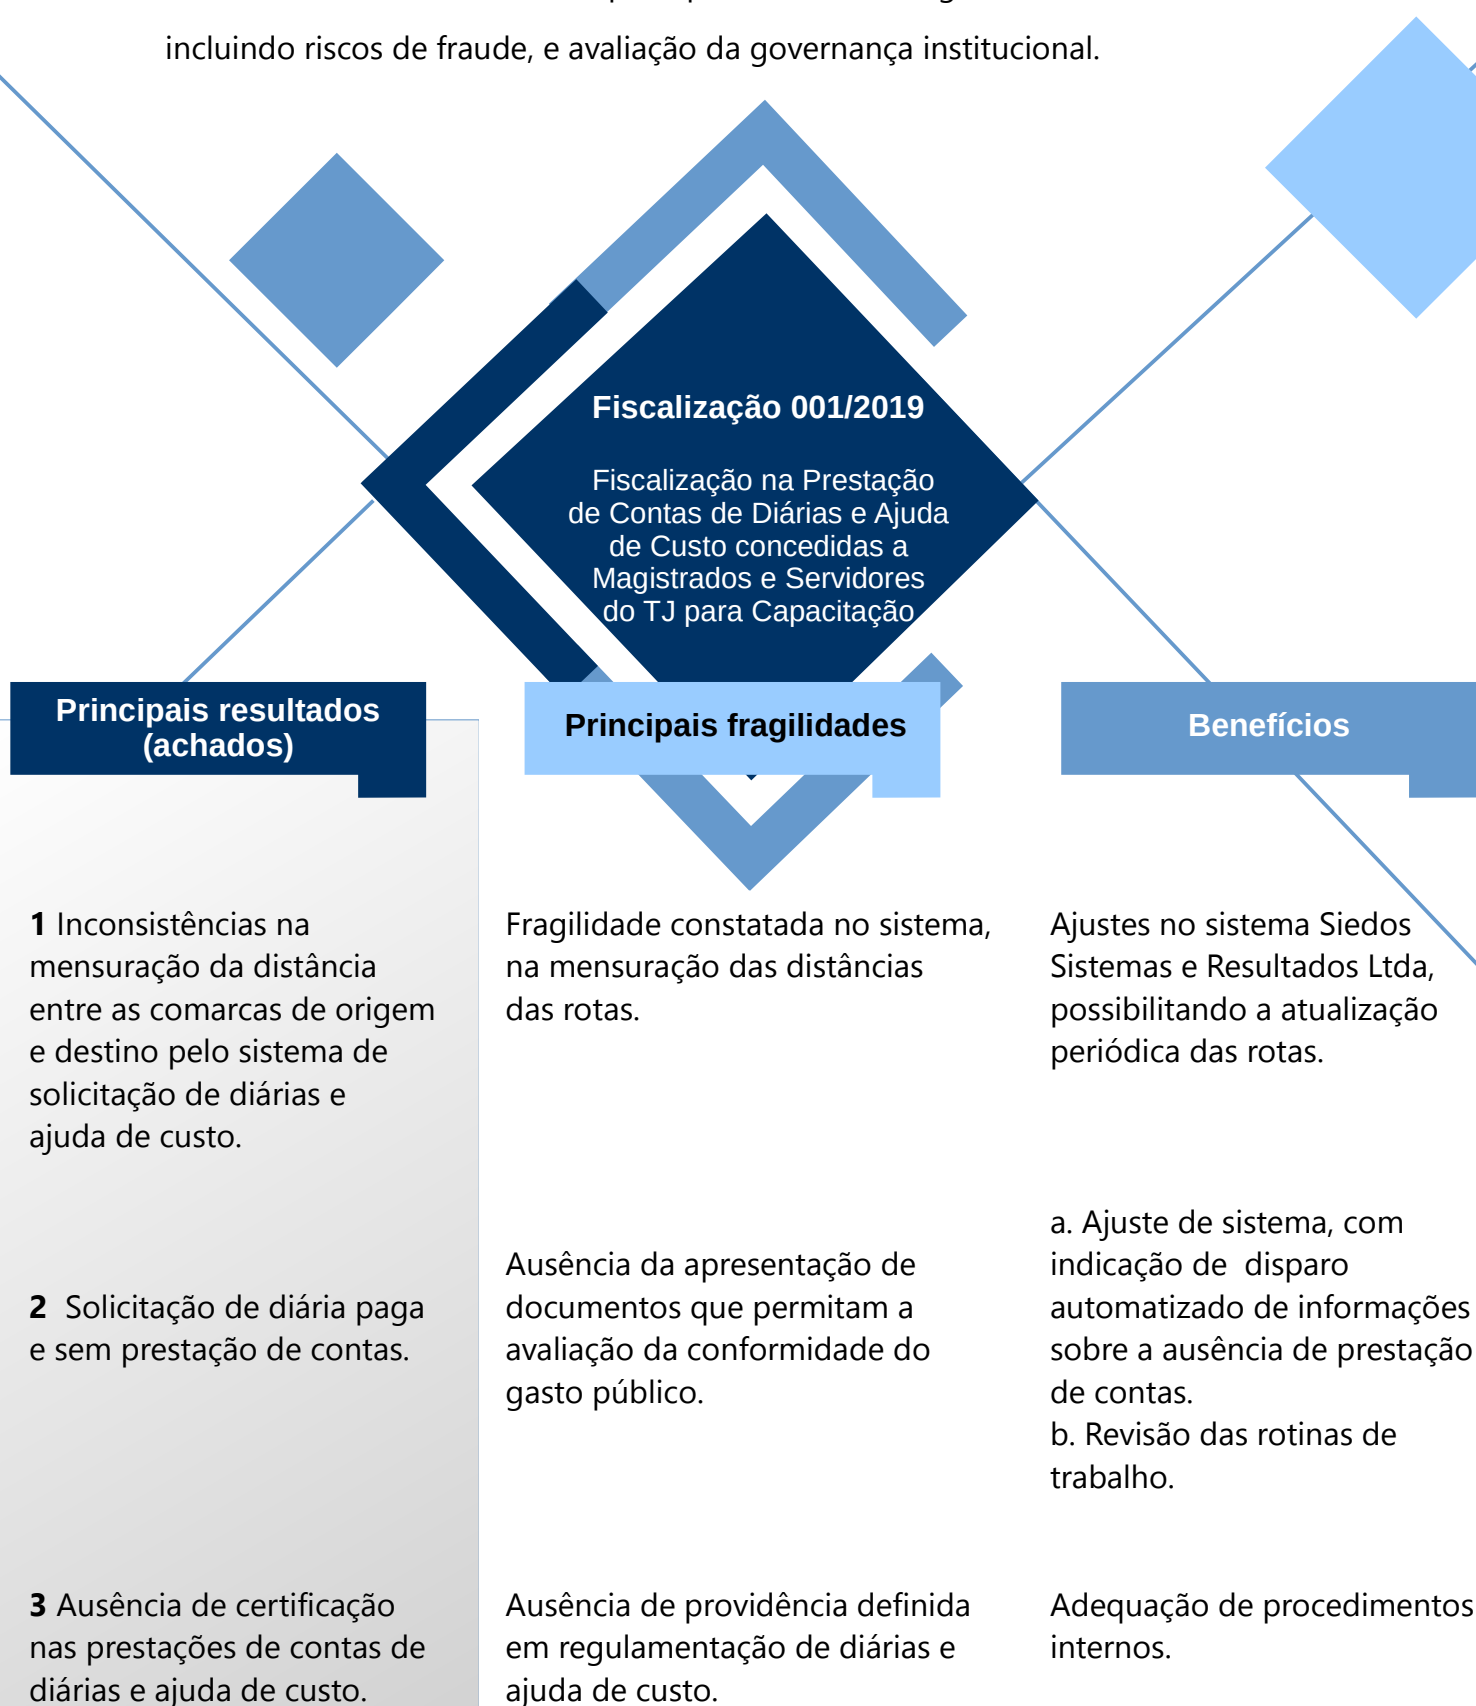 incluindo riscos de fraude, e avaliação da governança institucional.
Fiscalização 001/2019
Fiscalização na Prestação
de Contas de Diárias e Ajuda
de Custo concedidas a
Magistrados e Servidores
do TJ para Capacitação
Principais resultados
(achados)
Principais fragilidades
Benefícios
1 Inconsistências na
mensuração da distância
entre as comarcas de origem
e destino pelo sistema de
solicitação de diárias e
ajuda de custo.
Fragilidade constatada no sistema,
na mensuração das distâncias
das rotas.
Ajustes no sistema Siedos
Sistemas e Resultados Ltda,
possibilitando a atualização
periódica das rotas.
2 Solicitação de diária paga
e sem prestação de contas.
Ausência da apresentação de
documentos que permitam a
avaliação da conformidade do
gasto público.
a. Ajuste de sistema, com
indicação de disparo
automatizado de informações
sobre a ausência de prestação
de contas.
b. Revisão das rotinas de
trabalho.
3 Ausência de certificação
nas prestações de contas de
diárias e ajuda de custo.
Ausência de providência definida
em regulamentação de diárias e
ajuda de custo.
Adequação de procedimentos
internos.